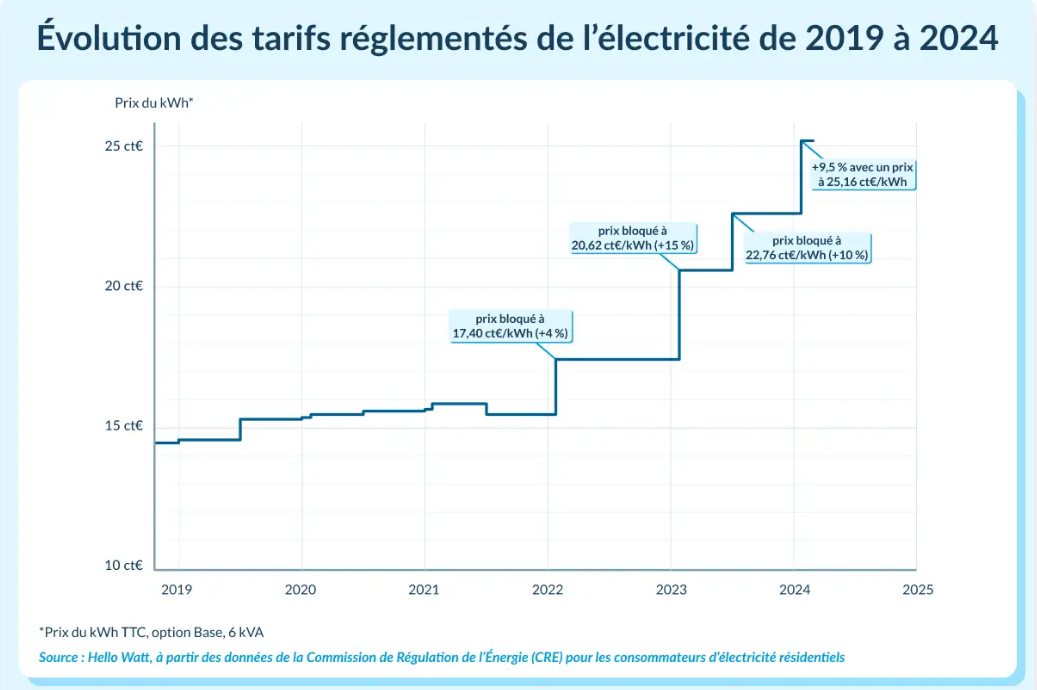 Évolution des tarifs réglementés de l'électricité de 2019 à 2024
Prix du kWh*
25 ct€
+9,5 % avec un prix
à 25,16 ct€/kWh
prix bloqué à
20,62 ct€/kWh (+15 %)
prix bloqué à
22,76 ct€/kWh (+10 %)
20 ct€
prix bloqué à
17,40 ct€/kWh (+4 %)
15 ct€
10 ct€
2019 2020 2021 2022 2023 2024 2025
*Prix du kWh TTC, option Base, 6 kVA
Source : Hello Watt, à partir des données de la Commission de Régulation de l'Énergie (CRE) pour les consommateurs d'électricité résidentiels